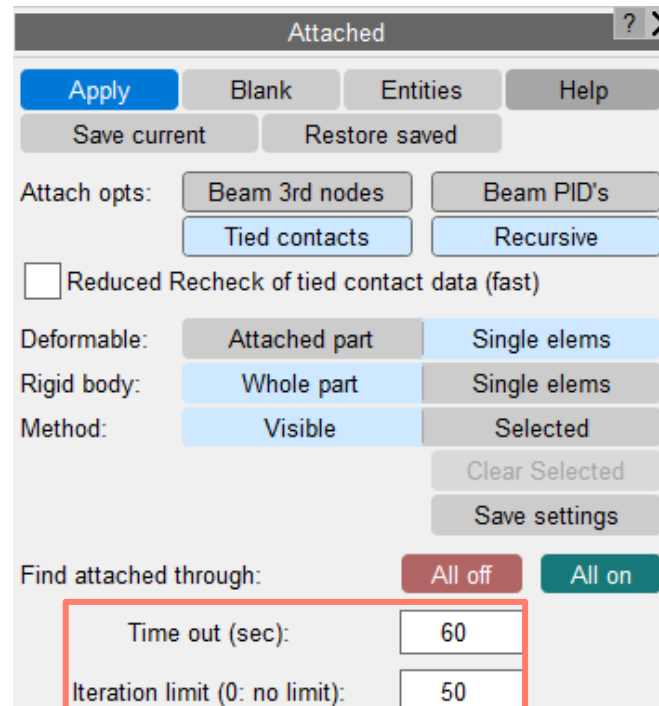 Attached ?
Apply Blank Entities Help
Save current Restore saved
Attach opts: Beam 3rd nodes Beam PID's
Tied contacts Recursive
Reduced Recheck of tied contact data (fast)
Deformable: Attached part Single elems
Rigid body: Whole part Single elems
Method: Visible Selected
Clear Selected
Save settings
Find attached through: All off All on
Time out (sec): 60
Iteration limit (0: no limit): 50